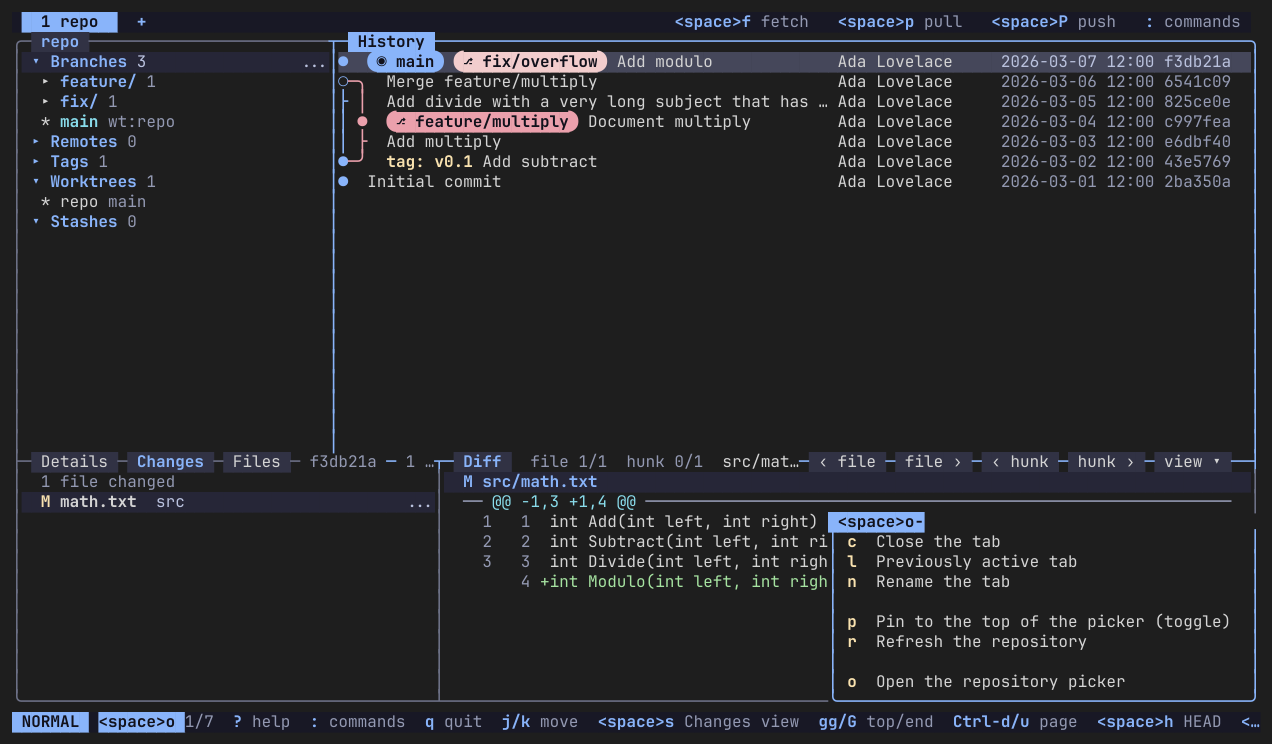 1 repo + <space>f fetch <space>p pull <space>P push : commands
repo History
▾ Branches 3 ... ◉ main ⎇ fix/overflow Add modulo Ada Lovelace 2026-03-07 12:00 f3db21a
▸ feature/ 1 Merge feature/multiply Ada Lovelace 2026-03-06 12:00 6541c09
▸ fix/ 1 Add divide with a very long subject that has … Ada Lovelace 2026-03-05 12:00 825ce0e
* main wt:repo ⎇ feature/multiply Document multiply Ada Lovelace 2026-03-04 12:00 c997fea
▸ Remotes 0 Add multiply Ada Lovelace 2026-03-03 12:00 e6dbf40
▸ Tags 1 tag: v0.1 Add subtract Ada Lovelace 2026-03-02 12:00 43e5769
▾ Worktrees 1 Initial commit Ada Lovelace 2026-03-01 12:00 2ba350a
* repo main
▾ Stashes 0
Details Changes Files f3db21a — 1 … Diff file 1/1 hunk 0/1 src/mat… ‹ file file › ‹ hunk hunk › view ▾
1 file changed M src/math.txt
M math.txt src ... @@ -1,3 +1,4 @@
1 1 int Add(int left, int right) <space>o-
2 2 int Subtract(int left, int ri c Close the tab
3 3 int Divide(int left, int righ l Previously active tab
4 +int Modulo(int left, int righ n Rename the tab
p Pin to the top of the picker (toggle)
r Refresh the repository
o Open the repository picker
NORMAL <space>o 1/7 ? help : commands q quit j/k move <space>s Changes view gg/G top/end Ctrl-d/u page <space>h HEAD <…